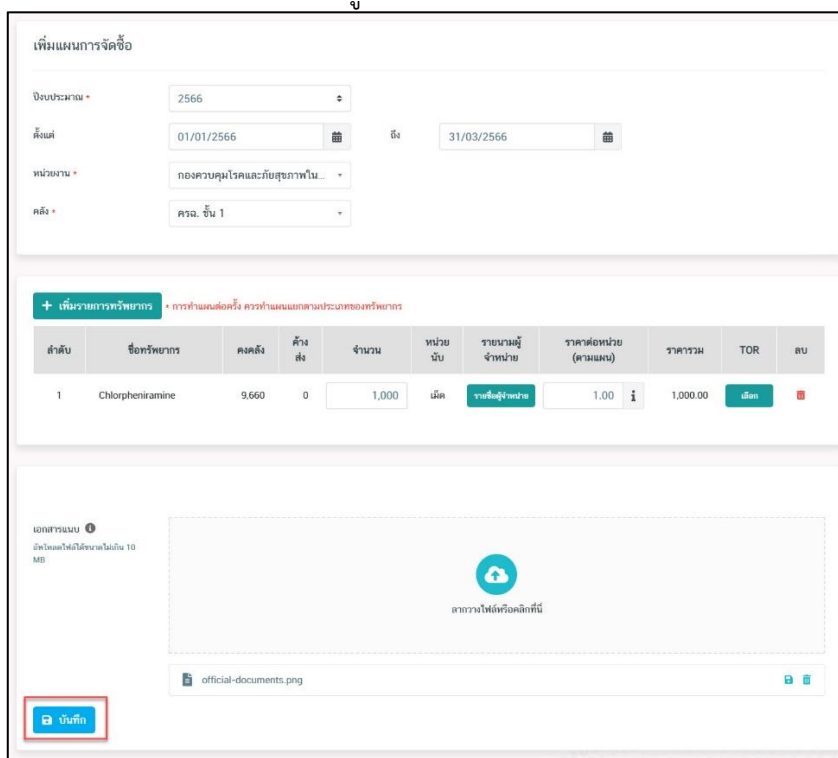 เพิ่มแผนการจัดซื้อ
ปีงบประมาณ * 2566
ตั้งแต่ 01/01/2566 ถึง 31/03/2566
หน่วยงาน * กองควบคุมโรคและภัยสุขภาพใน...
คลัง * ครฉ. ชั้น 1
+ เพิ่มรายการทรัพยากร * การทำแผนต่อครั้ง ควรทำแผนแยกตามประเภทของทรัพยากร
ลำดับ ชื่อทรัพยากร คงคลัง ค้างส่ง จำนวน หน่วยนับ รายนามผู้จำหน่าย ราคาต่อหน่วย (ตามแผน) ราคารวม TOR ลบ
1 Chlorpheniramine 9,660 0 1,000 เม็ด รายชื่อผู้จำหน่าย 1.00 i 1,000.00 เลือก
เอกสารแนบ
อัพโหลดไฟล์ได้ขนาดไม่เกิน 10
MB
ลากวางไฟล์หรือคลิกที่นี่
official-documents.png
บันทึก